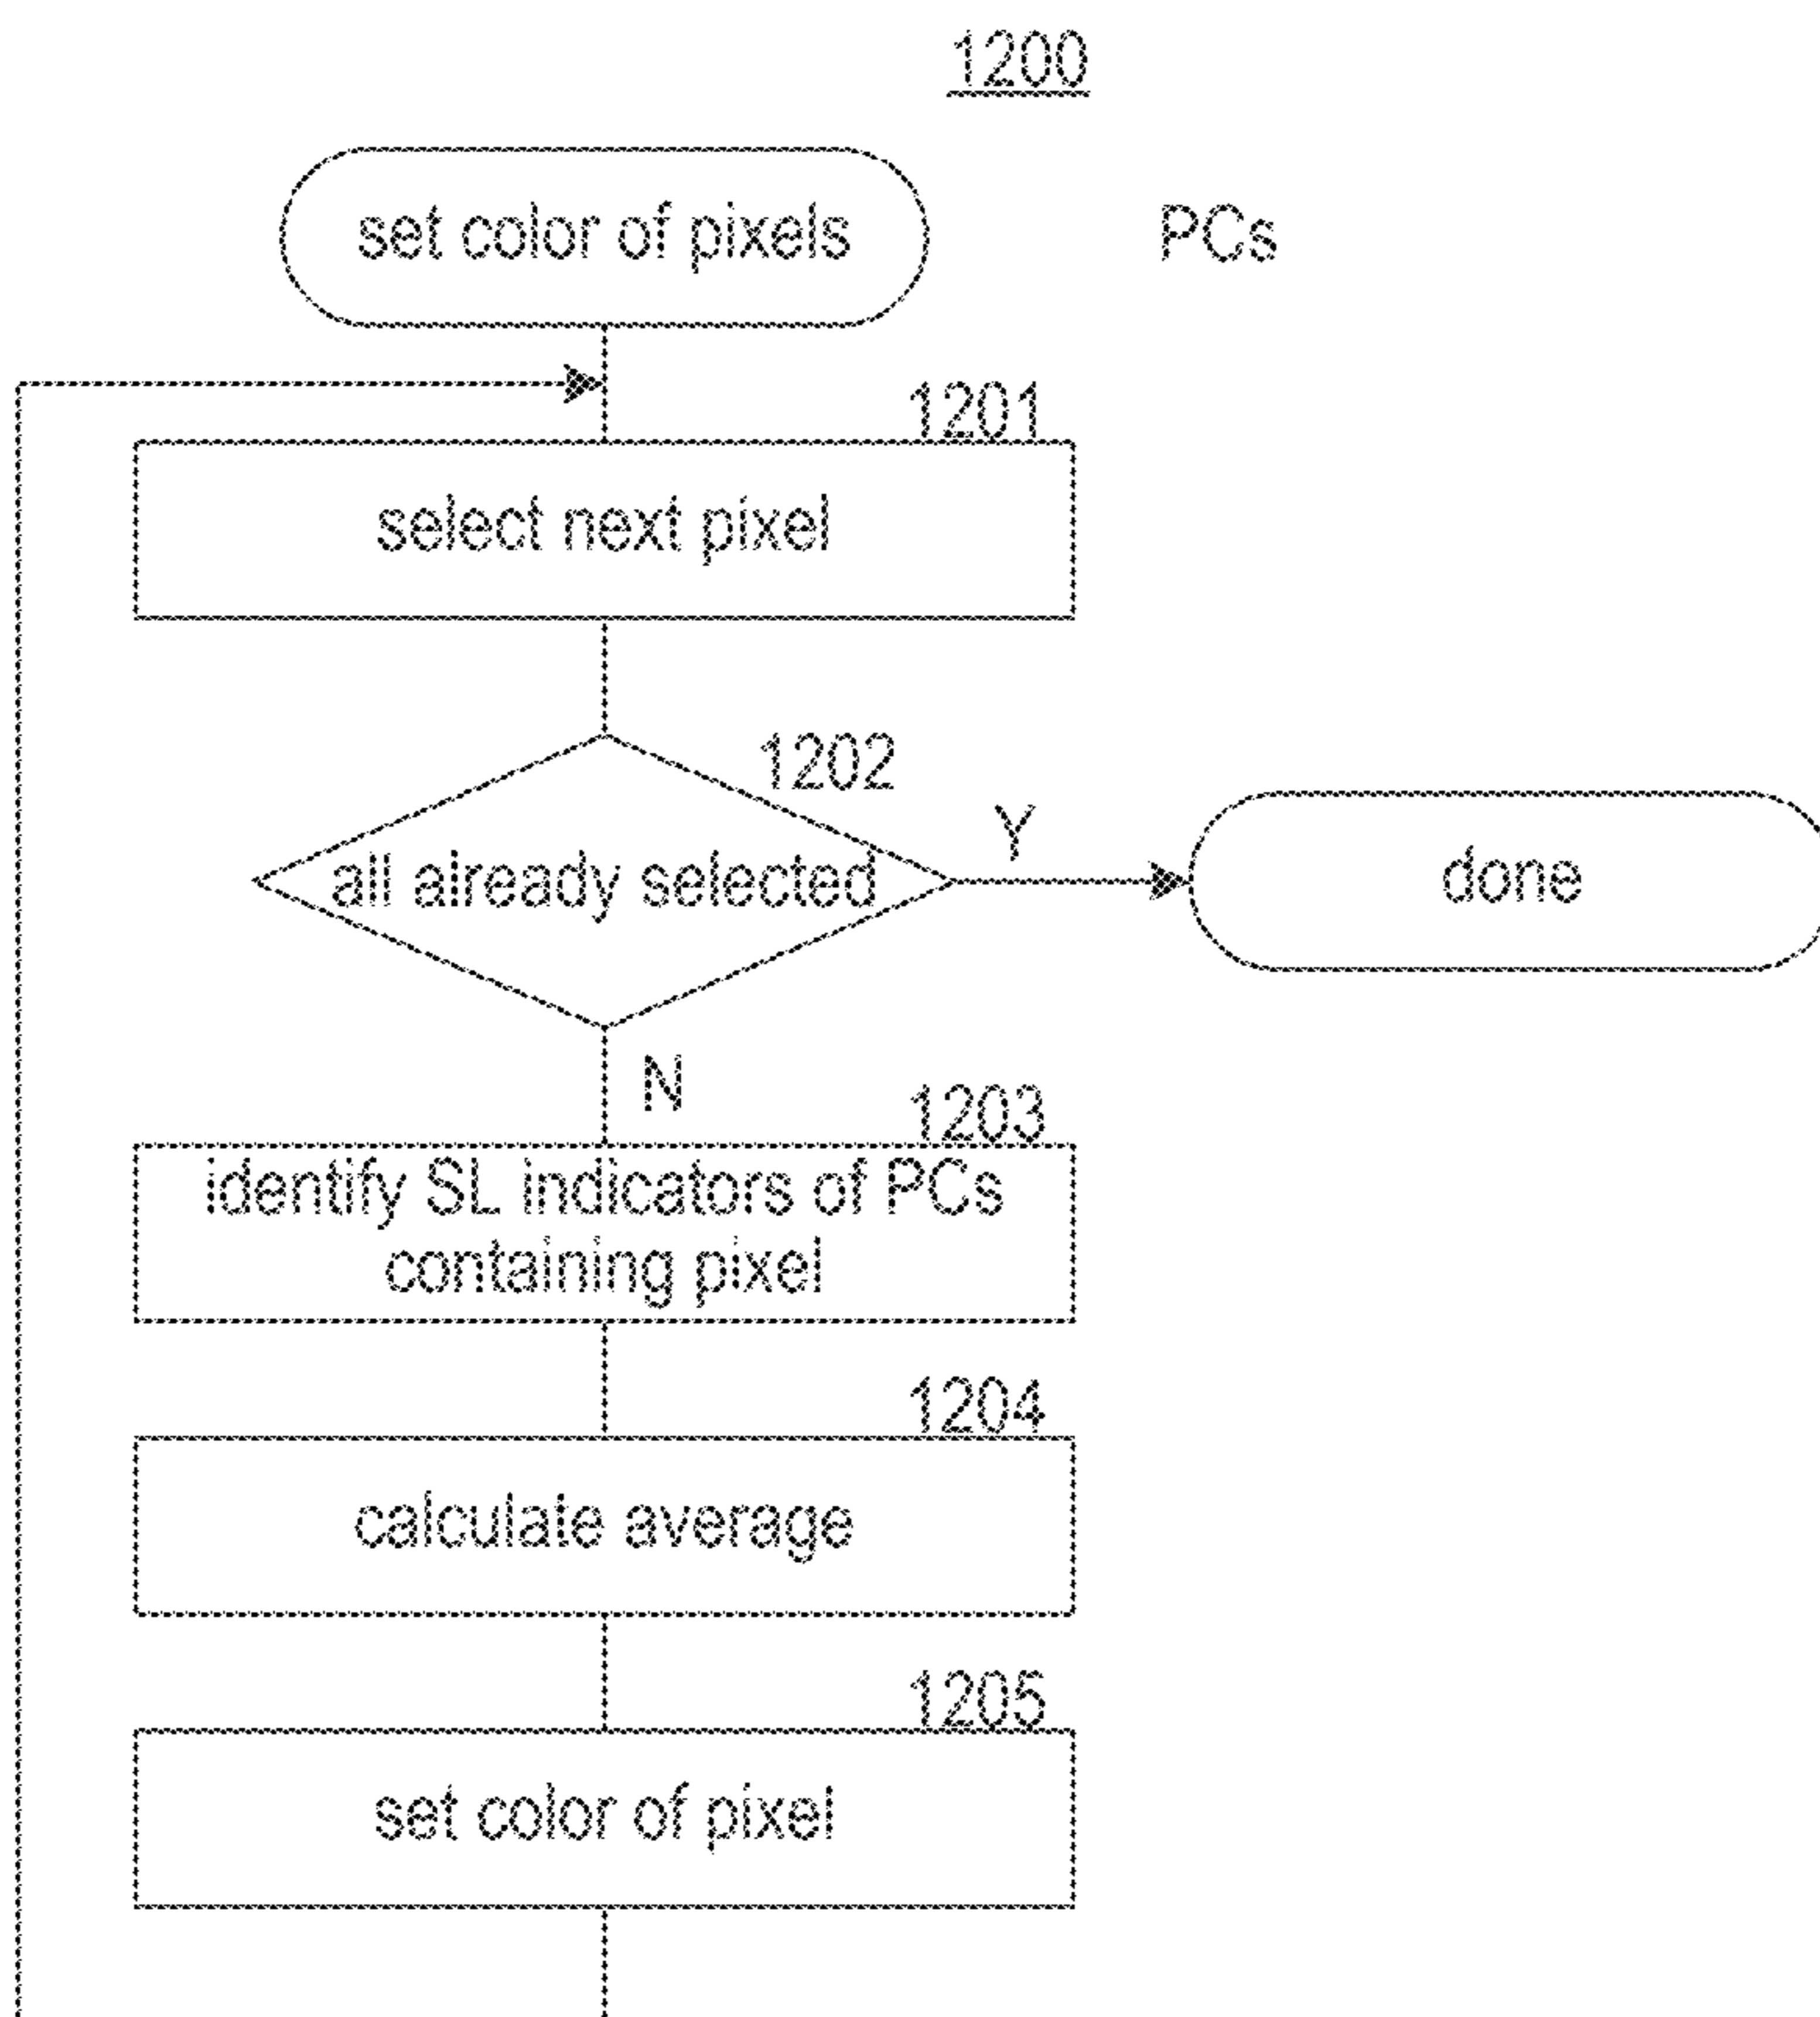 1200
set color of pixels
PCs
1201
select next pixel
1202
all already selected
Y
done
N
1203
identify SL indicators of PCs
containing pixel
1204
calculate average
1205
set color of pixel